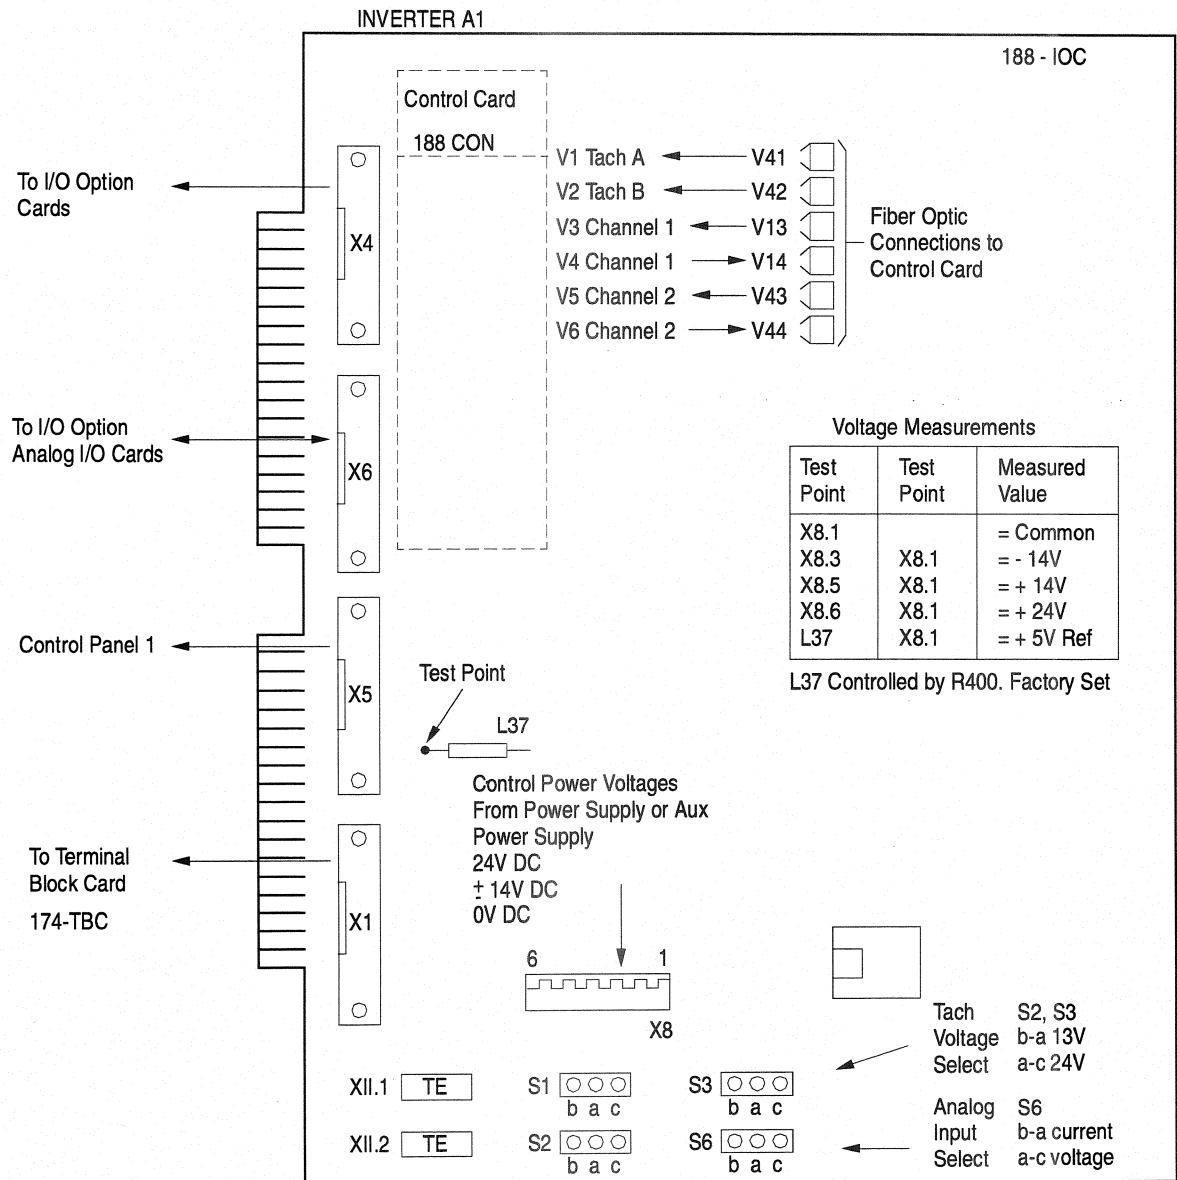 INVERTER A1
188 - IOC
Control Card
188 CON
To I/O Option
Cards
X4
V1 Tach A V41
V2 Tach B V42
V3 Channel 1 V13
V4 Channel 1 V14
V5 Channel 2 V43
V6 Channel 2 V44
Fiber Optic
Connections to
Control Card
To I/O Option
Analog I/O Cards
X6
Voltage Measurements
Test Point Test Point Measured Value
X8.1 = Common
X8.3 X8.1 = - 14V
X8.5 X8.1 = + 14V
X8.6 X8.1 = + 24V
L37 X8.1 = + 5V Ref
L37 Controlled by R400. Factory Set
Control Panel 1
X5
Test Point
L37
Control Power Voltages
From Power Supply or Aux
Power Supply
24V DC
± 14V DC
0V DC
To Terminal
Block Card
174-TBC
X1
6 1
X8
Tach S2, S3
Voltage b-a 13V
Select a-c 24V
XII.1 TE
S1
b a c
S3
b a c
Analog S6
Input b-a current
Select a-c voltage
XII.2 TE
S2
b a c
S6
b a c